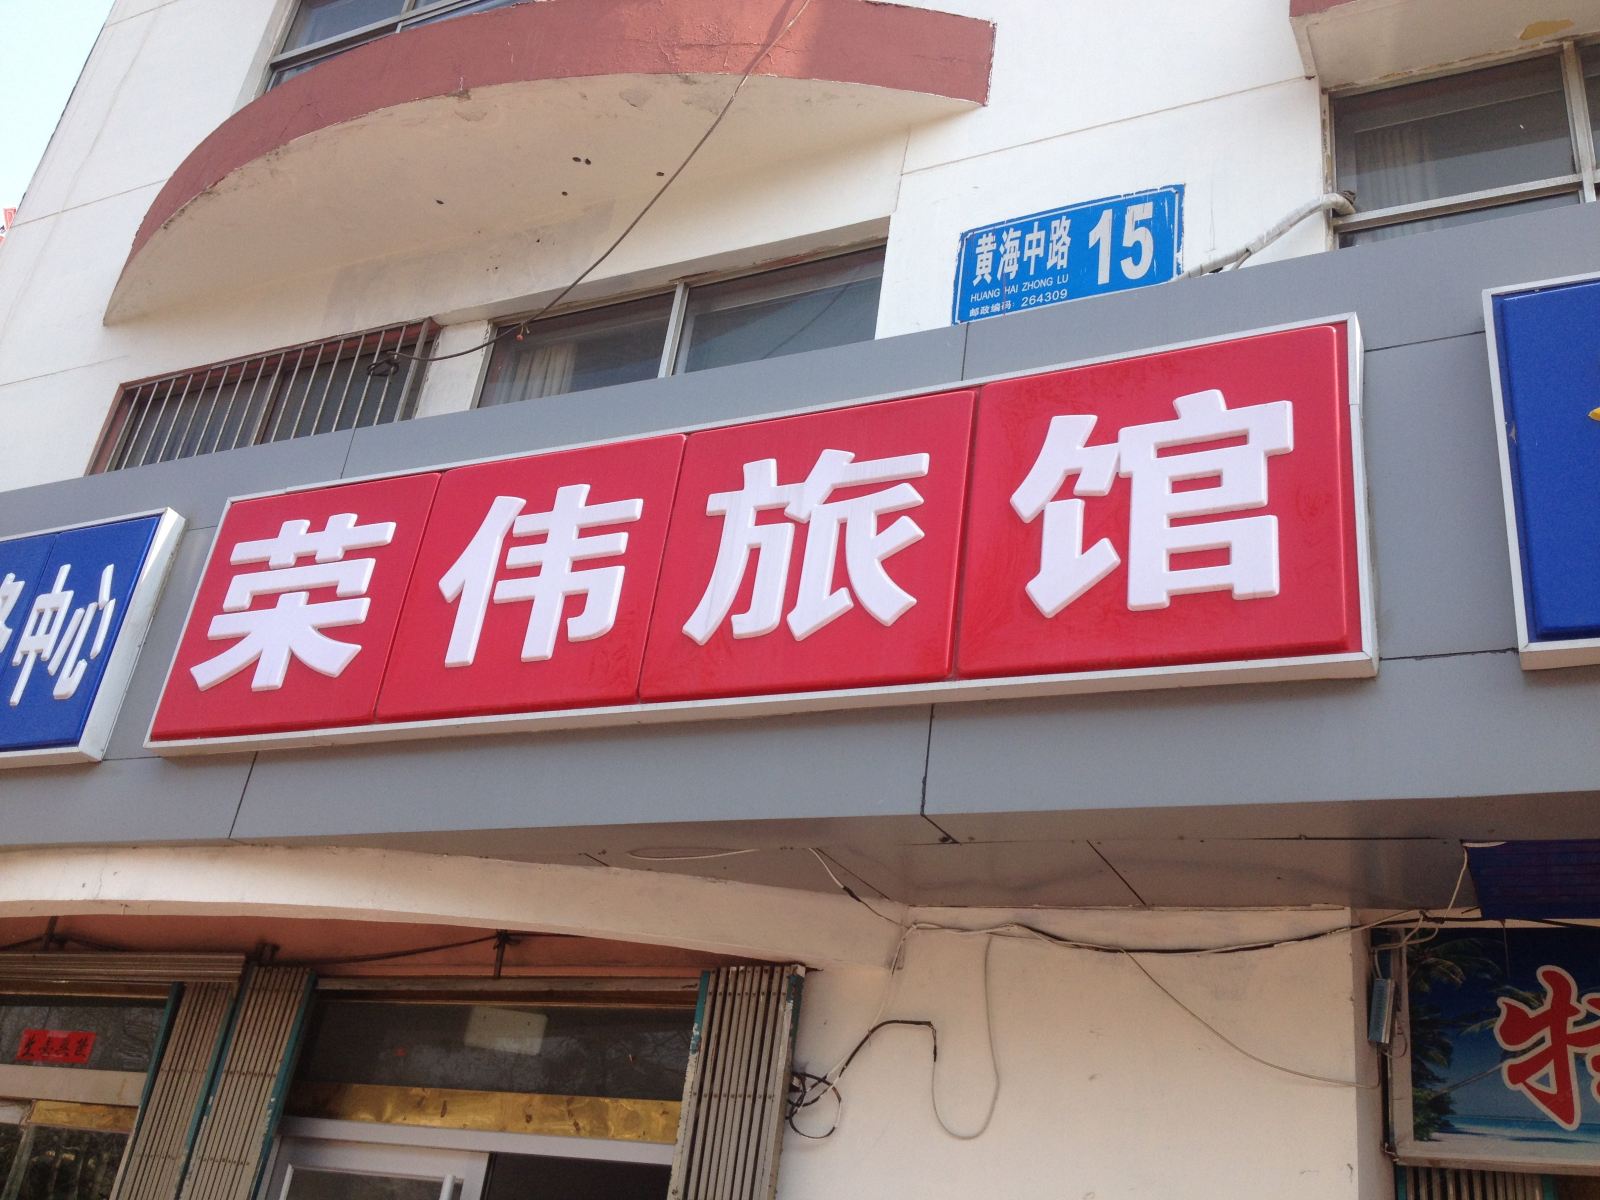 黄海中路 15
HUANG HAI ZHONG LU
邮政编码: 264309
荣伟旅馆
中心
特